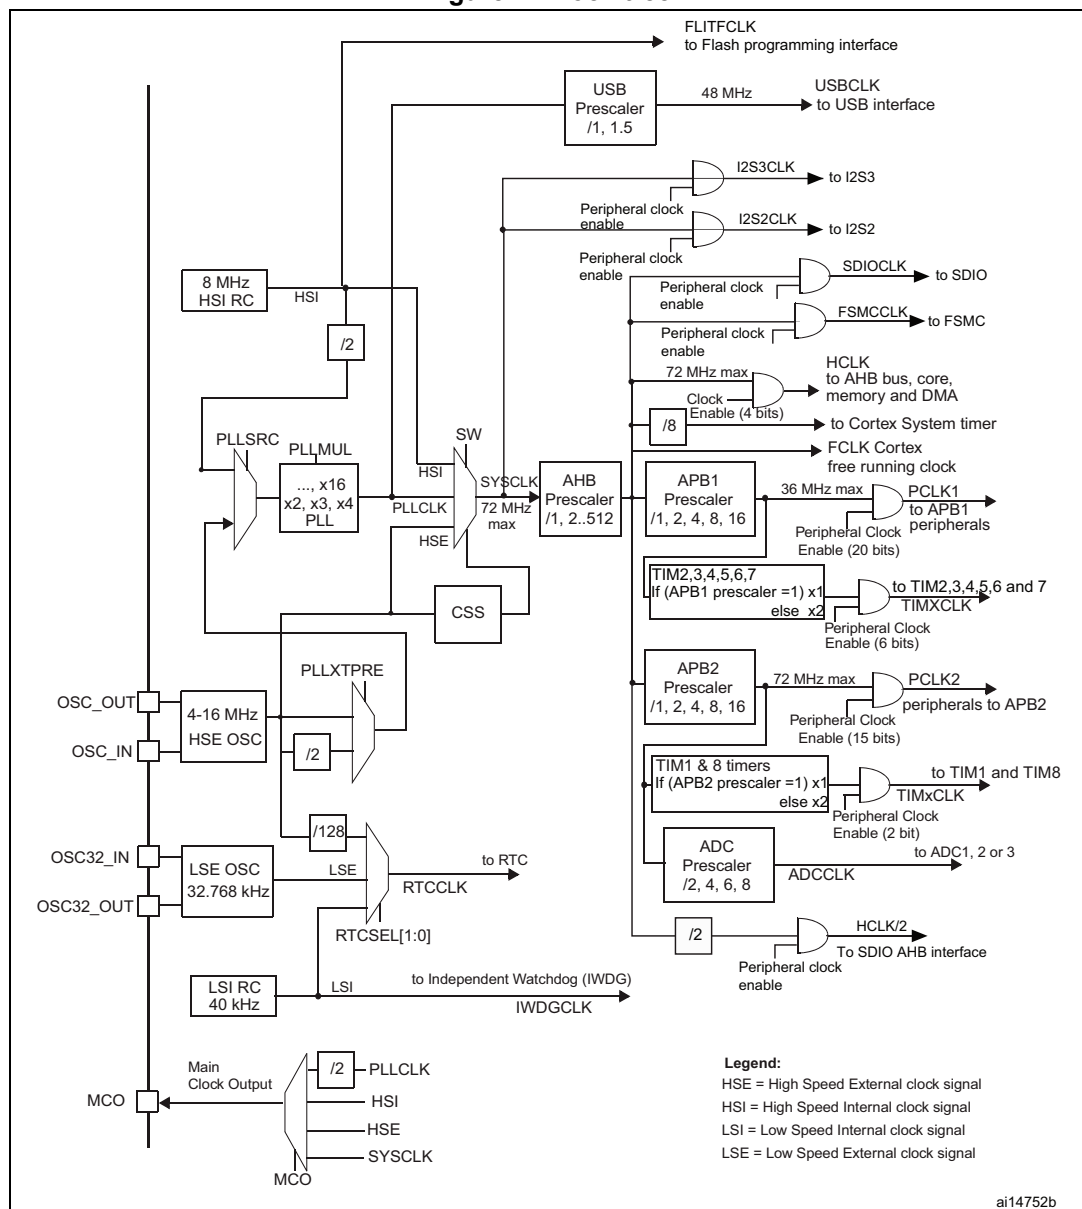 FLITFCLK
to Flash programming interface
USB
Prescaler
/1, 1.5
48 MHz
USBCLK
to USB interface
I2S3CLK
to I2S3
Peripheral clock
enable
I2S2CLK
to I2S2
Peripheral clock
enable
8 MHz
HSI RC
HSI
SDIOCLK
to SDIO
Peripheral clock
enable
FSMCCLK
to FSMC
Peripheral clock
enable
/2
HCLK
to AHB bus, core,
memory and DMA
72 MHz max
Clock
Enable (4 bits)
/8
to Cortex System timer
FCLK Cortex
free running clock
PLLSRC
PLLMUL
..., x16
x2, x3, x4
PLL
SW
HSI
PLLCLK
HSE
SYSCLK
72 MHz
max
AHB
Prescaler
/1, 2..512
APB1
Prescaler
/1, 2, 4, 8, 16
36 MHz max
PCLK1
to APB1
peripherals
Peripheral Clock
Enable (20 bits)
TIM2,3,4,5,6,7
If (APB1 prescaler =1) x1
else x2
to TIM2,3,4,5,6 and 7
TIMXCLK
Peripheral Clock
Enable (6 bits)
CSS
PLLXTPRE
OSC_OUT
OSC_IN
4-16 MHz
HSE OSC
/2
APB2
Prescaler
/1, 2, 4, 8, 16
72 MHz max
PCLK2
peripherals to APB2
Peripheral Clock
Enable (15 bits)
TIM1 & 8 timers
If (APB2 prescaler =1) x1
else x2
to TIM1 and TIM8
TIMxCLK
Peripheral Clock
Enable (2 bit)
/128
OSC32_IN
OSC32_OUT
LSE OSC
32.768 kHz
LSE
to RTC
RTCCLK
RTCSEL[1:0]
ADC
Prescaler
/2, 4, 6, 8
to ADC1, 2 or 3
ADCCLK
/2
HCLK/2
To SDIO AHB interface
Peripheral clock
enable
LSI RC
40 kHz
LSI
to Independent Watchdog (IWDG)
IWDGCLK
Main
Clock Output
MCO
/2
PLLCLK
HSI
HSE
SYSCLK
MCO
Legend:
HSE = High Speed External clock signal
HSI = High Speed Internal clock signal
LSI = Low Speed Internal clock signal
LSE = Low Speed External clock signal
ai14752b